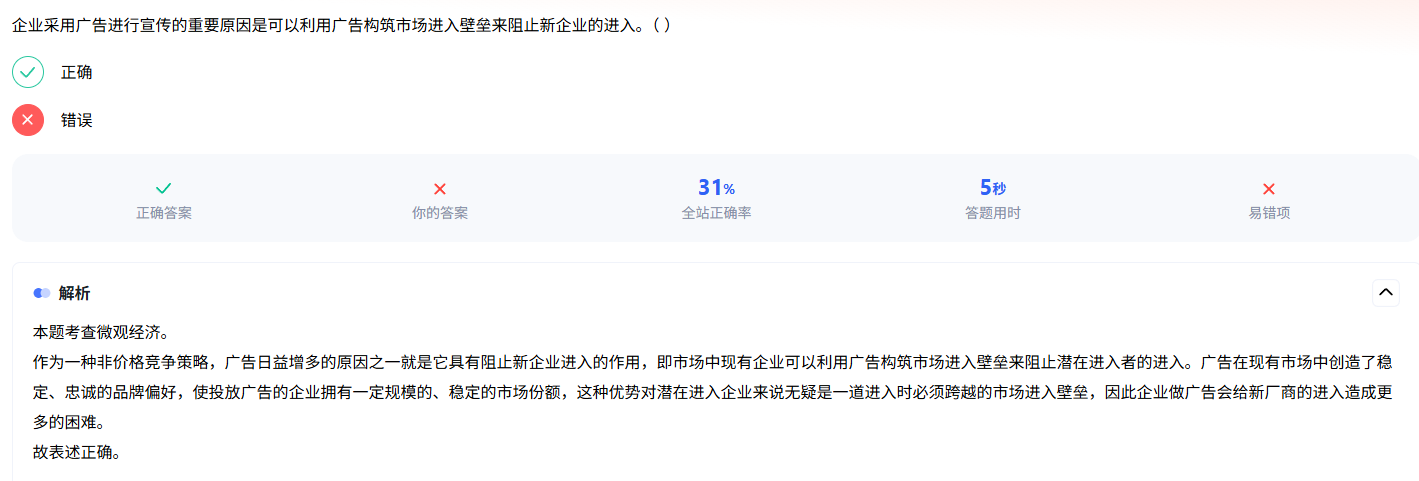 企业采用广告进行宣传的重要原因是可以利用广告构筑市场进入壁垒来阻止新企业的进入。( )
正确
错误
31% 5秒
正确答案 你的答案 全站正确率 答题用时 易错项
解析
本题考查微观经济。
作为一种非价格竞争策略，广告日益增多的原因之一就是它具有阻止新企业进入的作用，即市场中现有企业可以利用广告构筑市场进入壁垒来阻止潜在进入者的进入。广告在现有市场中创造了稳
定、忠诚的品牌偏好，使投放广告的企业拥有一定规模的、稳定的市场份额，这种优势对潜在进入企业来说无疑是一道进入时必须跨越的市场进入壁垒，因此企业做广告会给新厂商的进入造成更
多的困难。
故表述正确。